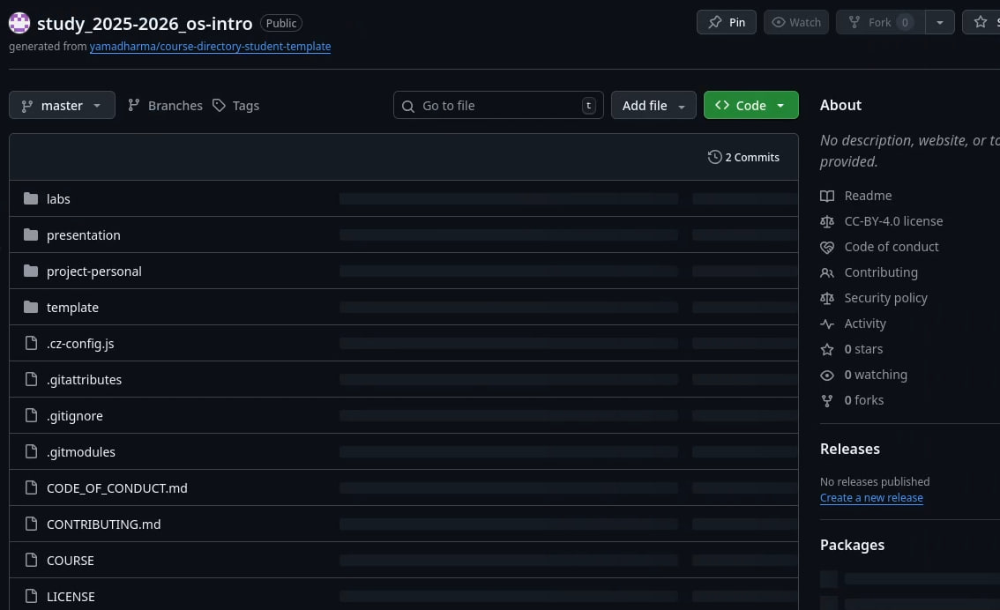 study_2025-2026_os-intro Public Pin Watch Fork 0
generated from yamadharma/course-directory-student-template
master Branches Tags Go to file t Add file Code
2 Commits
labs
presentation
project-personal
template
.cz-config.js
.gitattributes
.gitignore
.gitmodules
CODE_OF_CONDUCT.md
CONTRIBUTING.md
COURSE
LICENSE
About
No description, website, or
provided.
Readme
CC-BY-4.0 license
Code of conduct
Contributing
Security policy
Activity
0 stars
0 watching
0 forks
Releases
No releases published
Create a new release
Packages